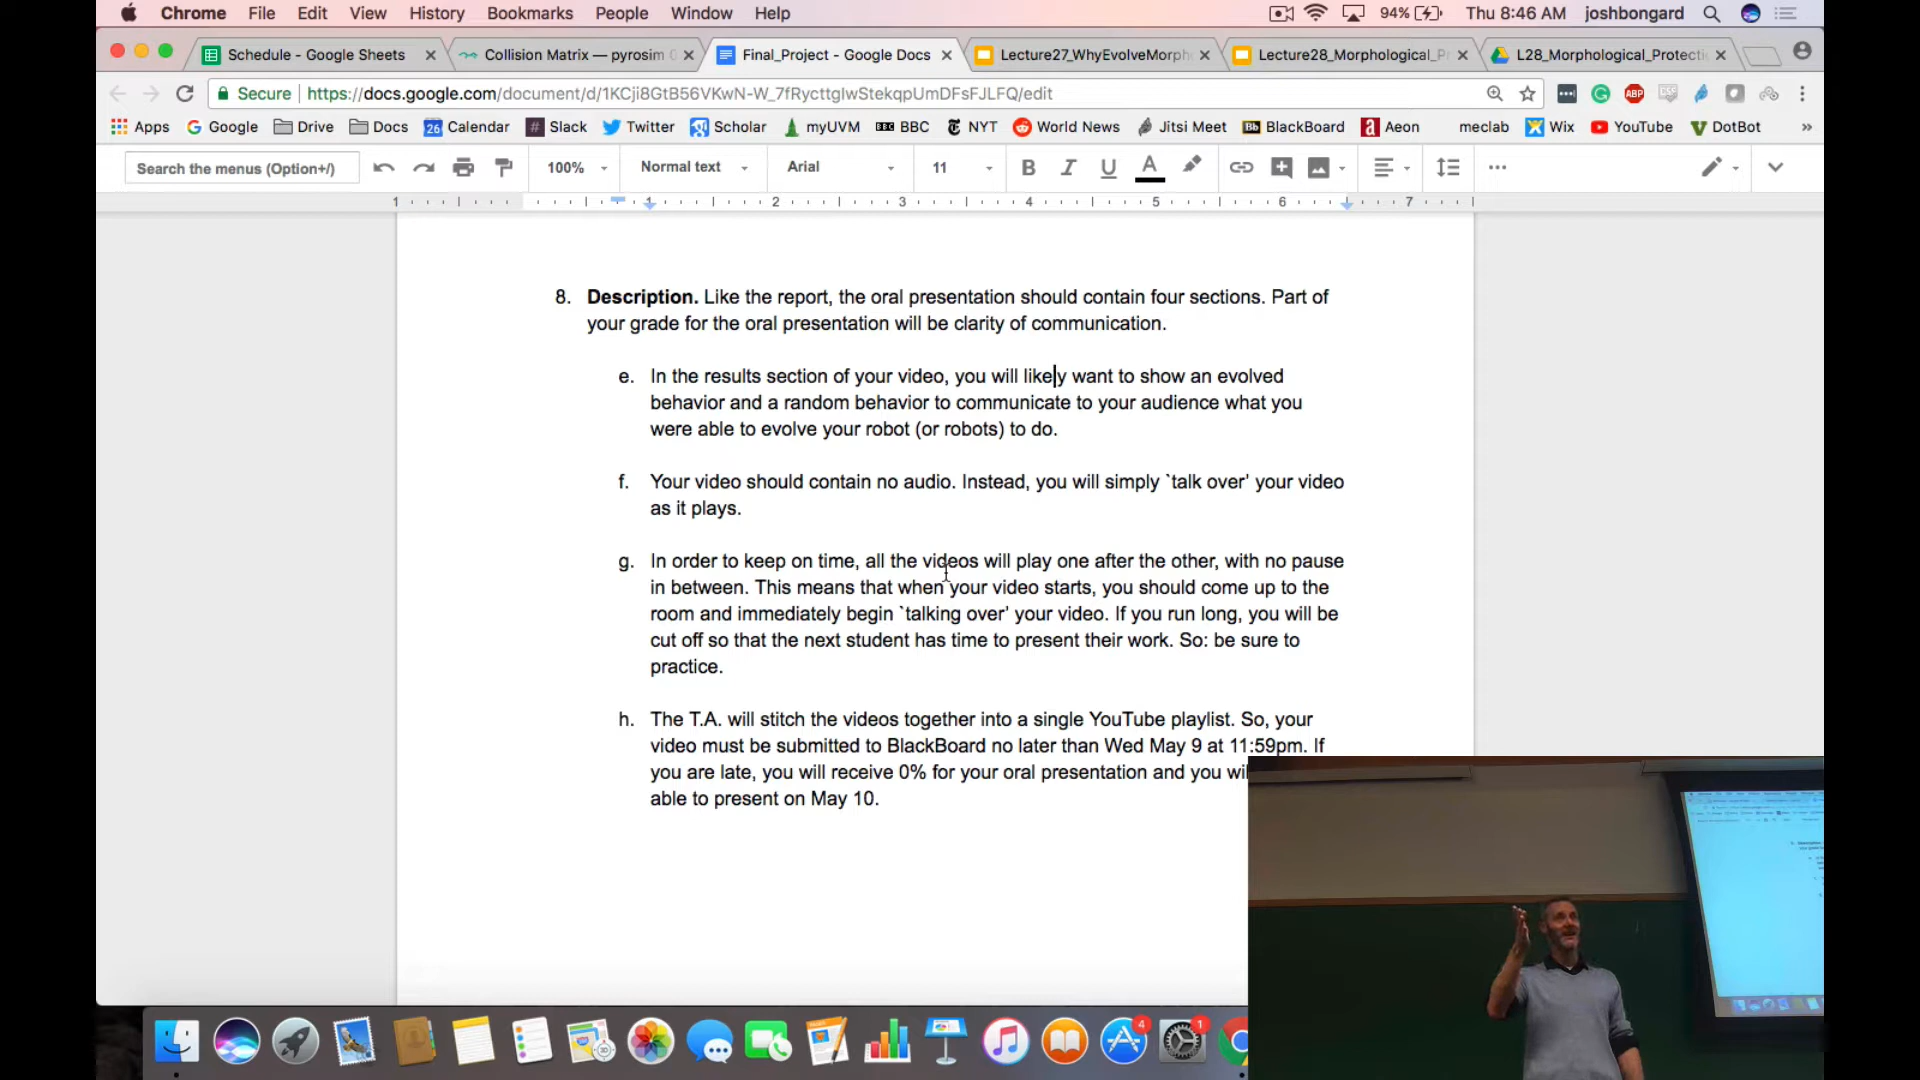 Chrome File Edit View History Bookmarks People Window Help 94% Thu 8:46 AM joshbongard
Schedule - Google Sheets Collision Matrix — pyrosim Final_Project - Google Docs Lecture27_WhyEvolveMorph Lecture28_Morphological_P L28_Morphological_Protecti
Secure https://docs.google.com/document/d/1KCji8GtB56VKwN-W_7fRycttglwStekqpUmDFsFJLFQ/edit
Apps Google Drive Docs Calendar Slack Twitter Scholar myUVM BBC NYT World News Jitsi Meet BlackBoard Aeon meclab Wix YouTube DotBot »
Search the menus (Option+/) 100% Normal text Arial 11 B I U A
1 1 2 3 4 5 6 7
8. Description. Like the report, the oral presentation should contain four sections. Part of
your grade for the oral presentation will be clarity of communication.
e. In the results section of your video, you will likely want to show an evolved
behavior and a random behavior to communicate to your audience what you
were able to evolve your robot (or robots) to do.
f. Your video should contain no audio. Instead, you will simply `talk over' your video
as it plays.
g. In order to keep on time, all the videos will play one after the other, with no pause
in between. This means that when your video starts, you should come up to the
room and immediately begin `talking over' your video. If you run long, you will be
cut off so that the next student has time to present their work. So: be sure to
practice.
h. The T.A. will stitch the videos together into a single YouTube playlist. So, your
video must be submitted to BlackBoard no later than Wed May 9 at 11:59pm. If
you are late, you will receive 0% for your oral presentation and you wil
able to present on May 10.
4 1